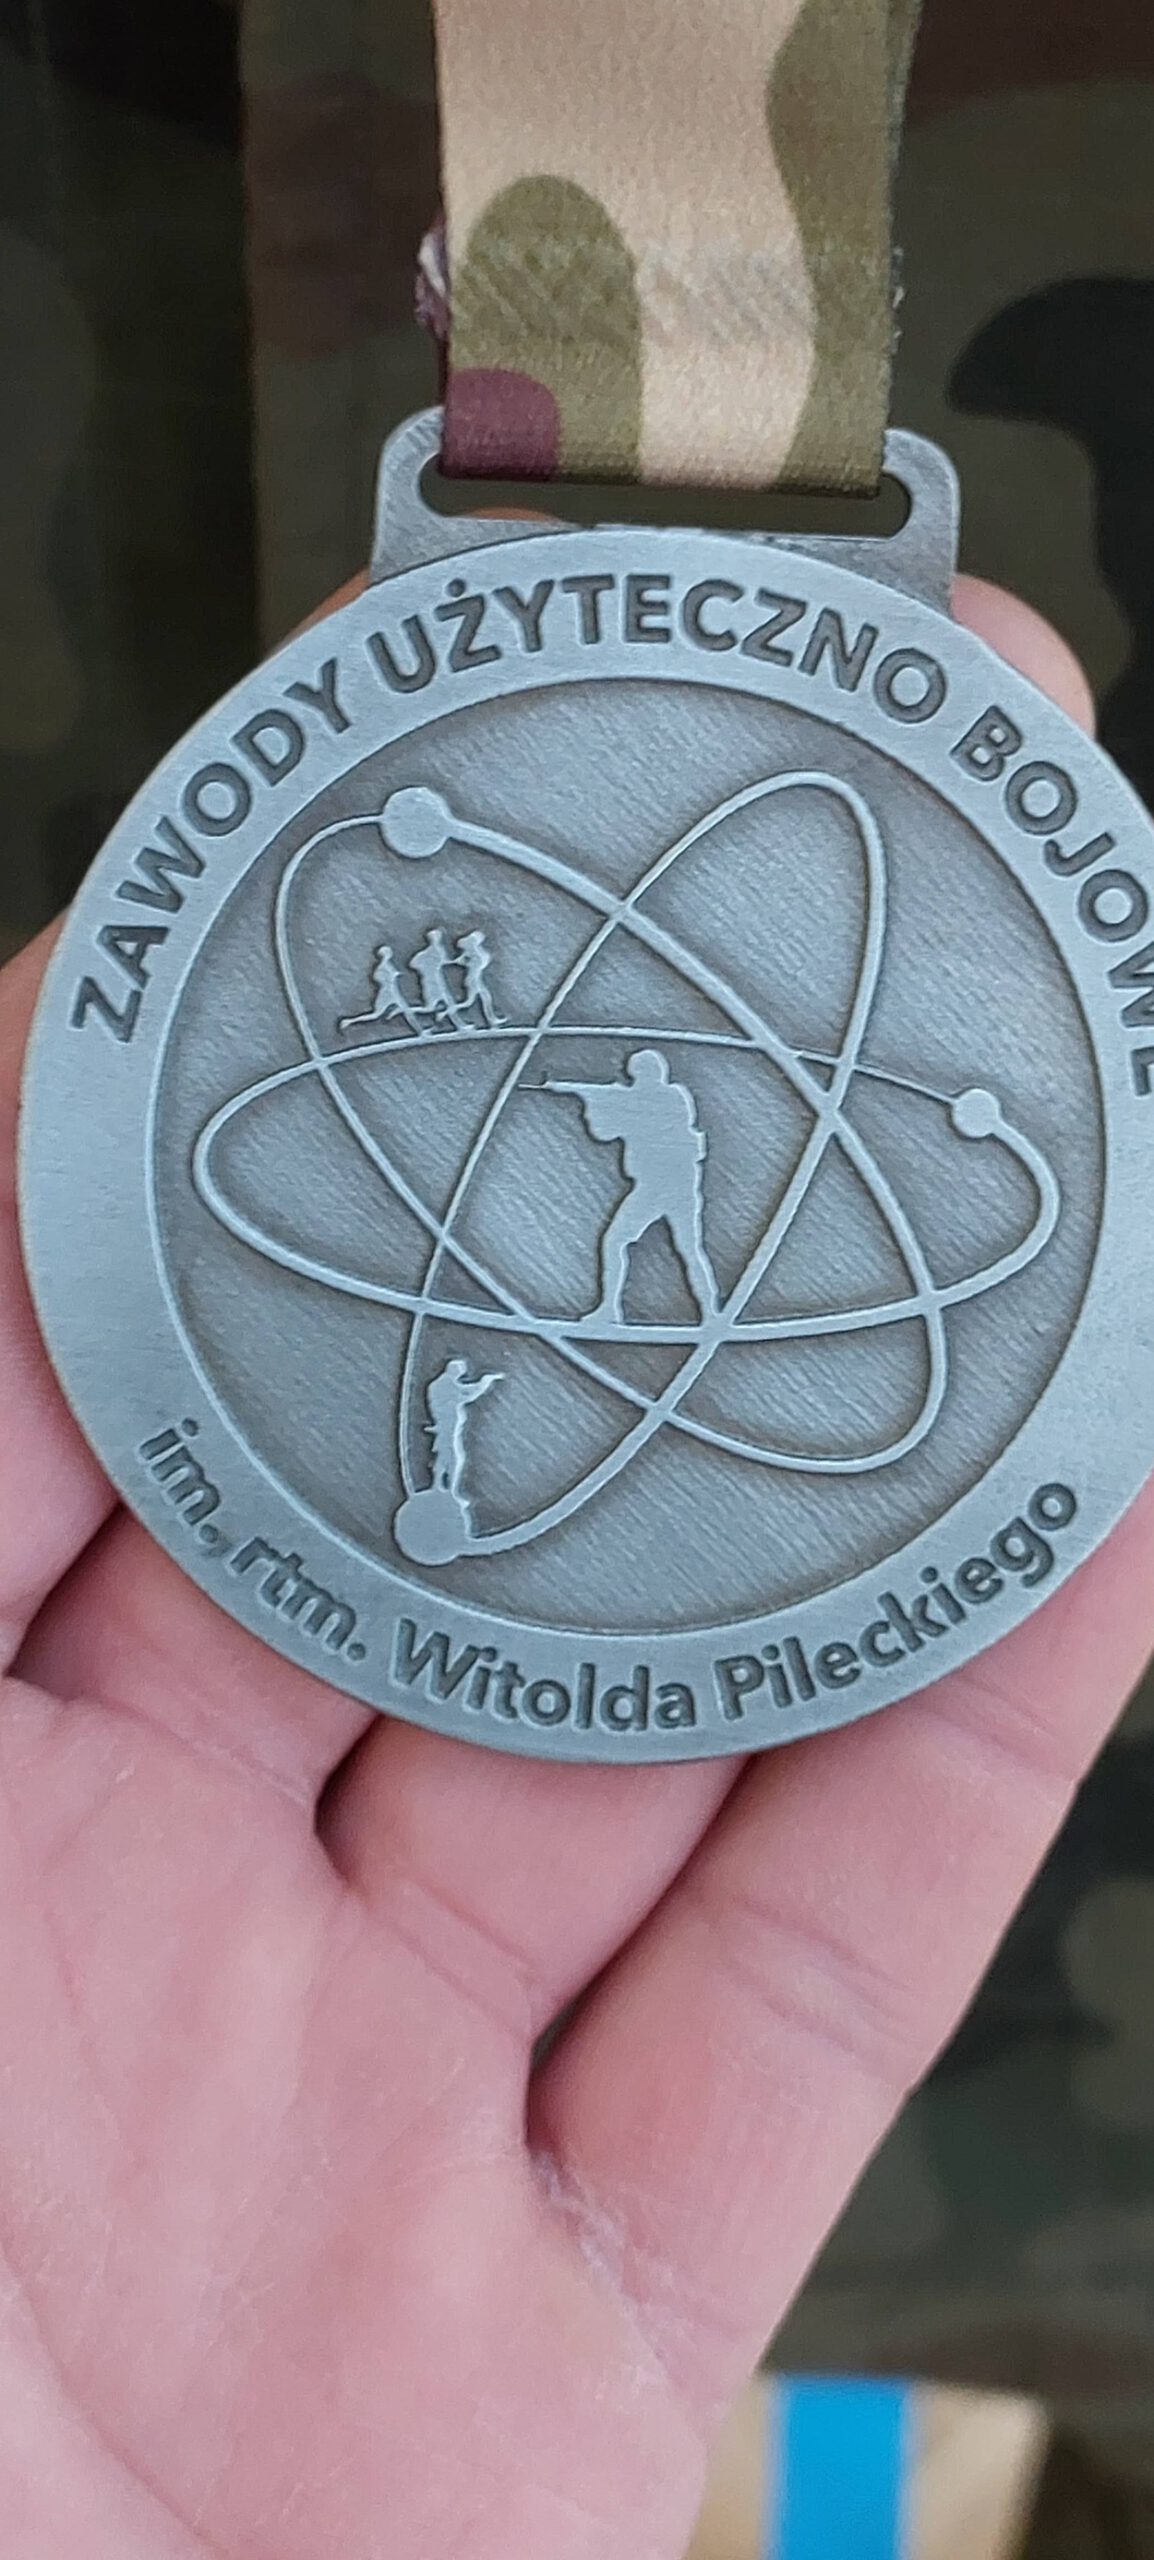 ZAWODY UŻYTECZNO BOJOWE
im. rtm. Witolda Pileckiego